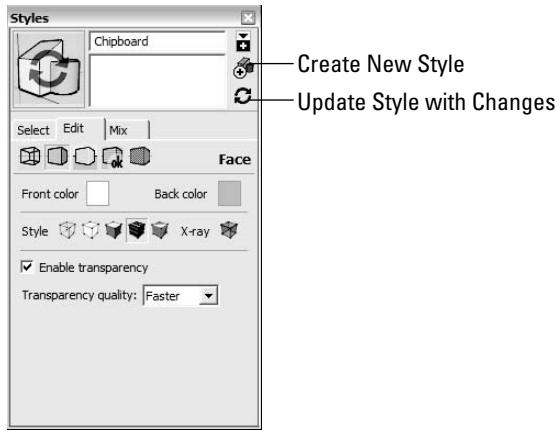 Styles
Chipboard
Create New Style
Update Style with Changes
Select Edit Mix
ok
Face
Front color Back color
Style X-ray
Enable transparency
Transparency quality: Faster